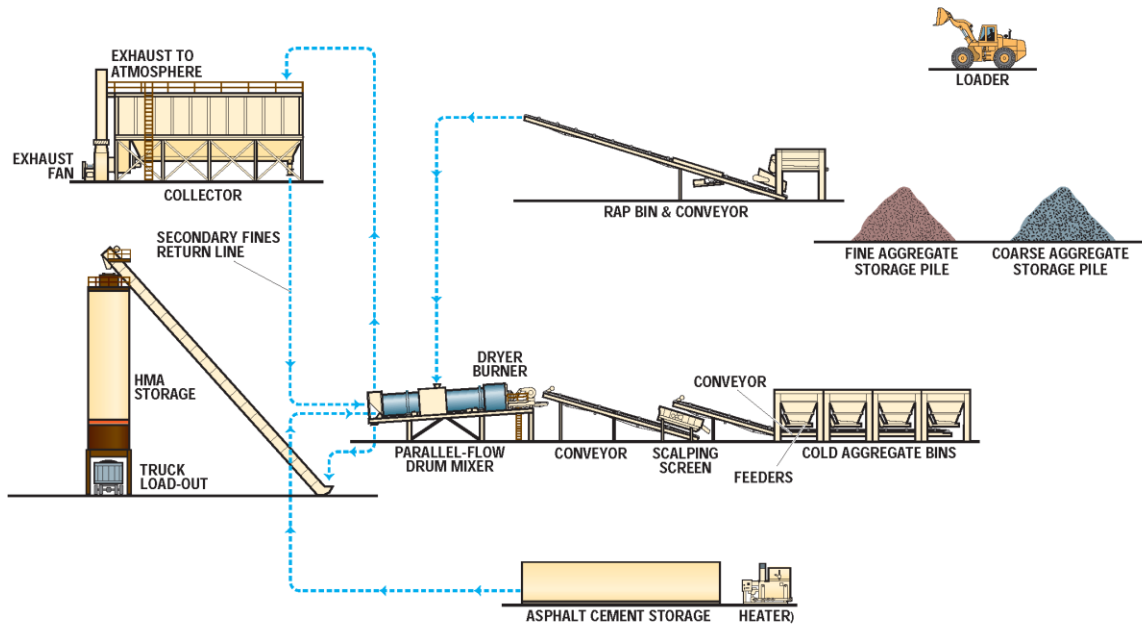 EXHAUST TO
ATMOSPHERE
LOADER
EXHAUST
FAN
COLLECTOR
RAP BIN & CONVEYOR
SECONDARY FINES
RETURN LINE
FINE AGGREGATE
STORAGE PILE
COARSE AGGREGATE
STORAGE PILE
HMA
STORAGE
DRYER
BURNER
CONVEYOR
TRUCK
LOAD-OUT
PARALLEL-FLOW
DRUM MIXER
CONVEYOR
SCALPING
SCREEN
FEEDERS
COLD AGGREGATE BINS
ASPHALT CEMENT STORAGE
HEATER)